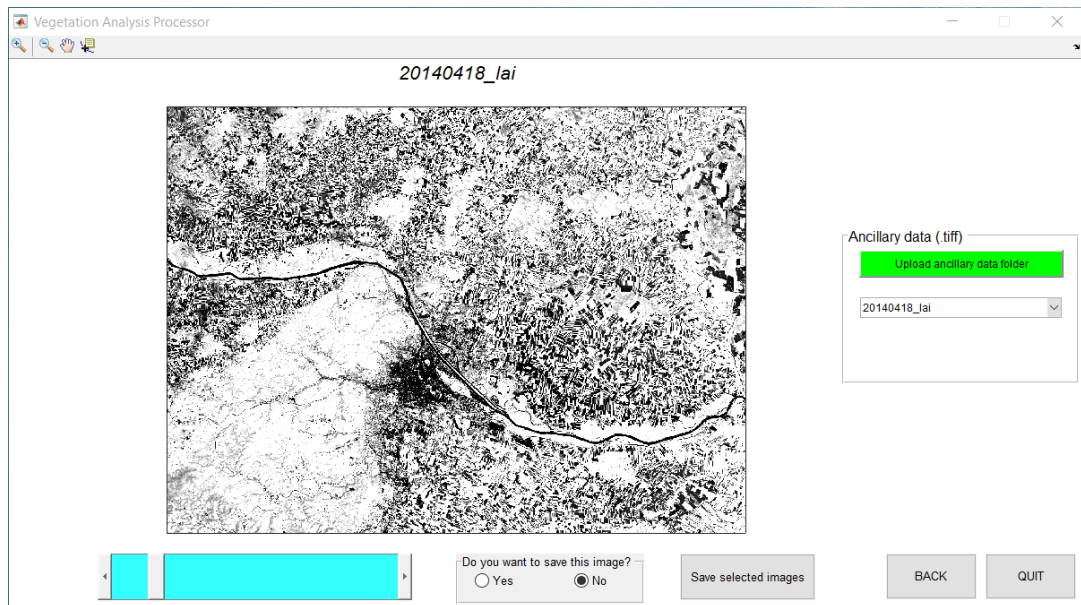 Vegetation Analysis Processor
20140418_lai
Ancillary data (.tiff)
Upload ancillary data folder
20140418_lai
Do you want to save this image?
Yes
No
Save selected images
BACK
QUIT